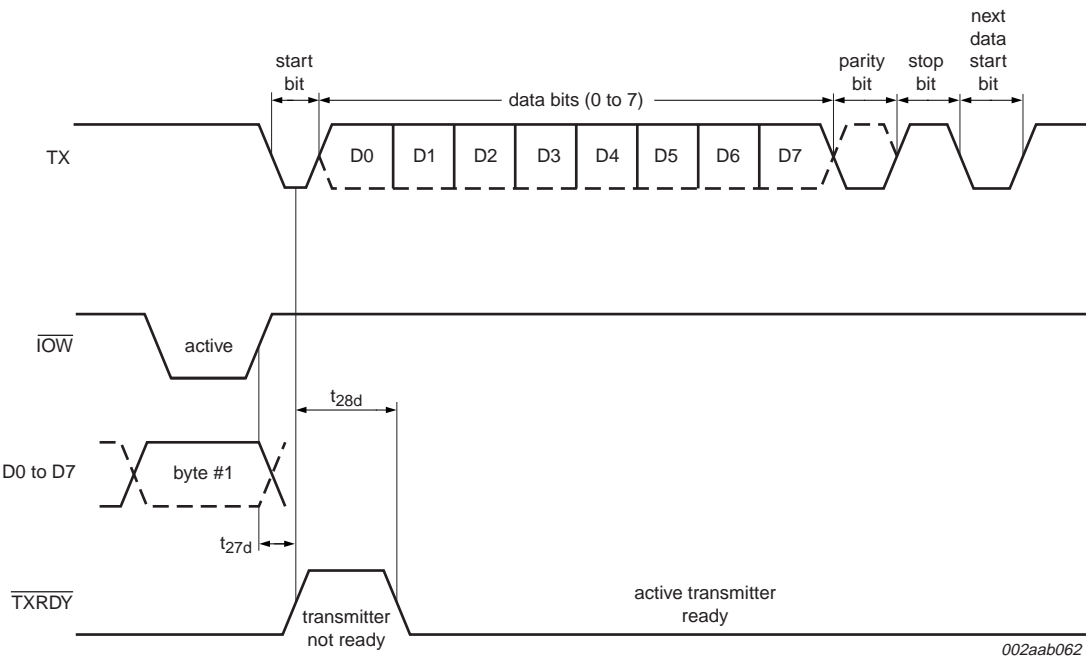 next
data
start
bit
start
bit
parity
bit
stop
bit
data bits (0 to 7)
TX
D0
D1
D2
D3
D4
D5
D6
D7
IOW
active
t28d
D0 to D7
byte #1
t27d
TXRDY
transmitter
not ready
active transmitter
ready
002aab062